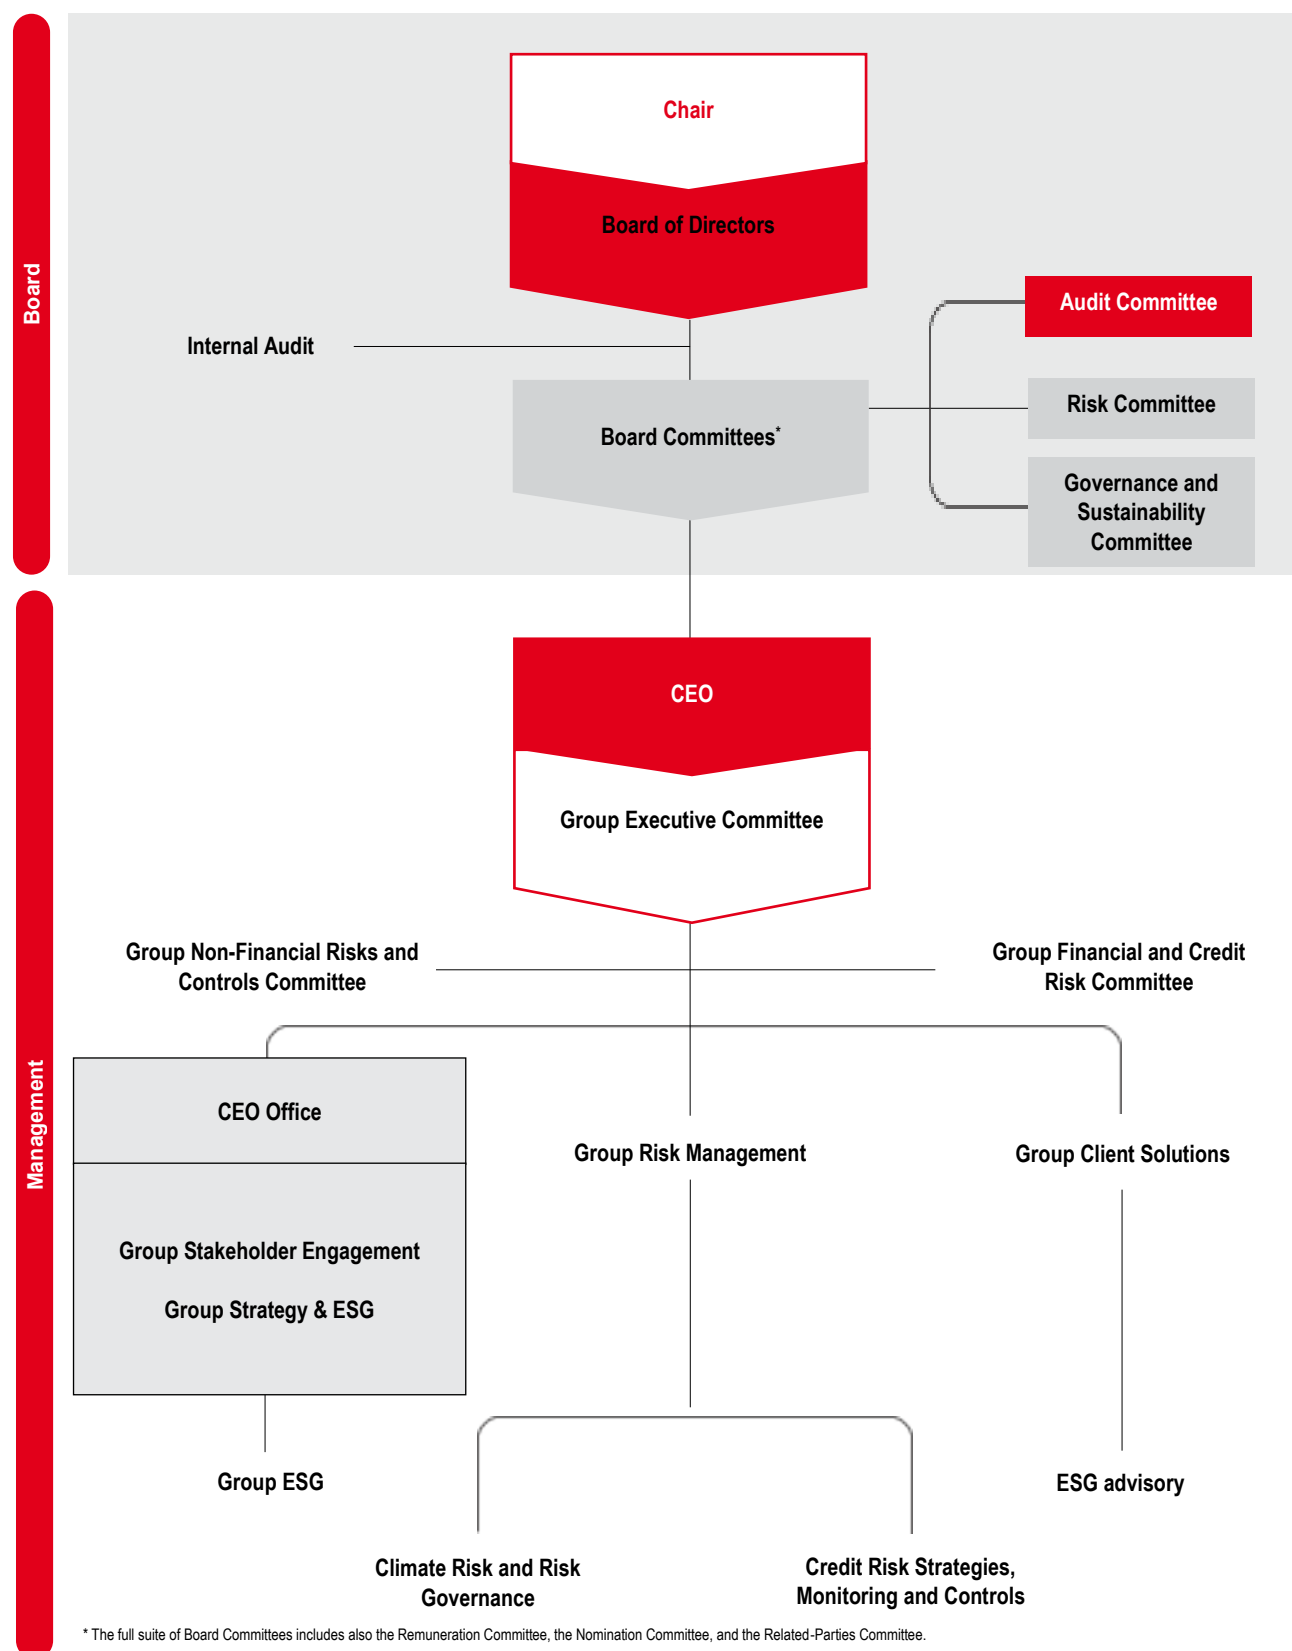 Board
Chair
Board of Directors
Internal Audit
Board Committees*
Audit Committee
Risk Committee
Governance and
Sustainability
Committee
Management
CEO
Group Executive Committee
Group Non-Financial Risks and
Controls Committee
Group Financial and Credit
Risk Committee
CEO Office
Group Stakeholder Engagement
Group Strategy & ESG
Group Risk Management
Group Client Solutions
Group ESG
ESG advisory
Climate Risk and Risk
Governance
Credit Risk Strategies,
Monitoring and Controls
* The full suite of Board Committees includes also the Remuneration Committee, the Nomination Committee, and the Related-Parties Committee.